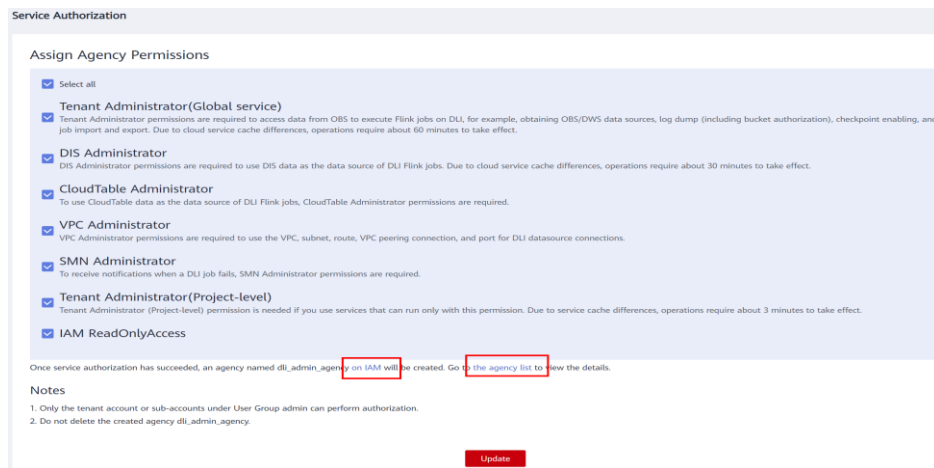 Service Authorization
Assign Agency Permissions
Select all
Tenant Administrator(Global service)
Tenant Administrator permissions are required to access data from OBS to execute Flink jobs on DLI, for example, obtaining OBS/DWS data sources, log dump (including bucket authorization), checkpoint enabling, and
job import and export. Due to cloud service cache differences, operations require about 60 minutes to take effect.
DIS Administrator
DIS Administrator permissions are required to use DIS data as the data source of DLI Flink jobs. Due to cloud service cache differences, operations require about 30 minutes to take effect.
CloudTable Administrator
To use CloudTable data as the data source of DLI Flink jobs, CloudTable Administrator permissions are required.
VPC Administrator
VPC Administrator permissions are required to use the VPC, subnet, route, VPC peering connection, and port for DLI datasource connections.
SMN Administrator
To receive notifications when a DLI job fails, SMN Administrator permissions are required.
Tenant Administrator(Project-level)
Tenant Administrator (Project-level) permission is needed if you use services that can run only with this permission. Due to service cache differences, operations require about 3 minutes to take effect.
IAM ReadOnlyAccess
Once service authorization has succeeded, an agency named dli_admin_agency on IAM will be created. Go to the agency list to view the details.
Notes
1. Only the tenant account or sub-accounts under User Group admin can perform authorization.
2. Do not delete the created agency dli_admin_agency.
Update